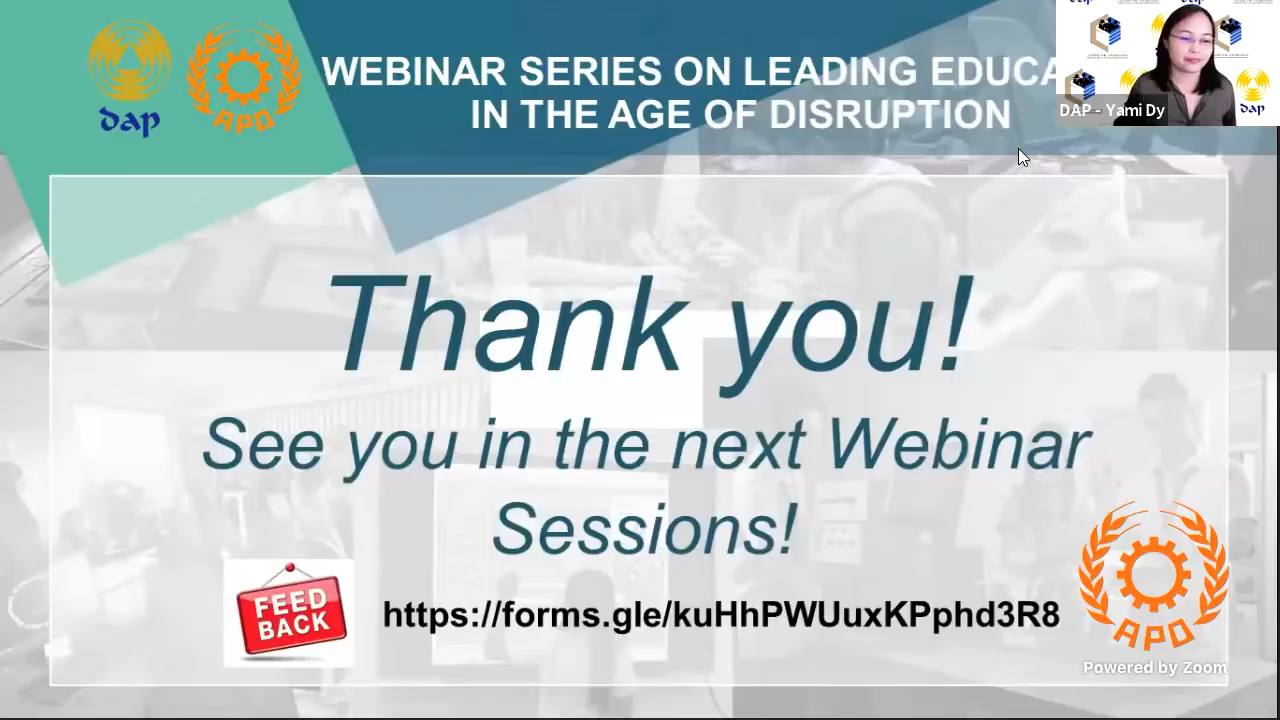 dap
APO
WEBINAR SERIES ON LEADING EDUCA
IN THE AGE OF DISRUPTION
DAP - Yami Dy
dap
Thank you!
See you in the next Webinar
Sessions!
FEED
BACK
https://forms.gle/kuHhPWUuxKPphd3R8
APO
Powered by Zoom